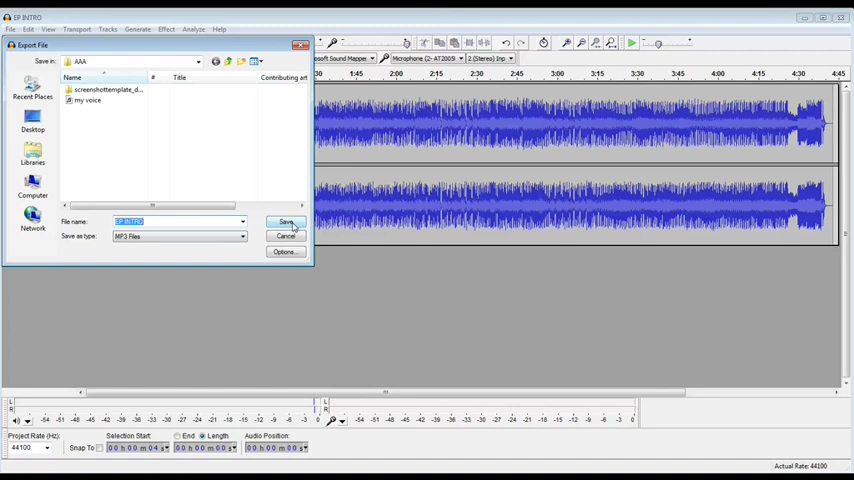 EP INTRO
File Edit View Transport Tracks Generate Effect Analyze Help
Export File
Save in: AAA
osoft Sound Mapper Microphone (2- AT2005 2 (Stereo) Inp
Name # Title Contributing art
30 1:45 2:00 2:15 2:30 2:45 3:00 3:15 3:30 3:45 4:00 4:15 4:30 4:45
screenshottemplate_d...
my voice
Recent Places
Desktop
Libraries
Computer
Network
File name: EP INTRO Save
Save as type: MP3 Files Cancel
Options...
L L
R R
-54 -51 -48 -45 -42 -39 -36 -33 -30 -27 -24 -21 -18 -15 -12 -9 -6 -3 0 -54 -51 -48 -45 -42 -39 -36 -33 -30 -27 -24 -21 -18 -15 -12 -9 -6 -3 0
Project Rate (Hz): Selection Start: End Length Audio Position:
44100 Snap To 00 h 00 m 04 s 00 h 00 m 00 s 00 h 00 m 00 s
Actual Rate: 44100